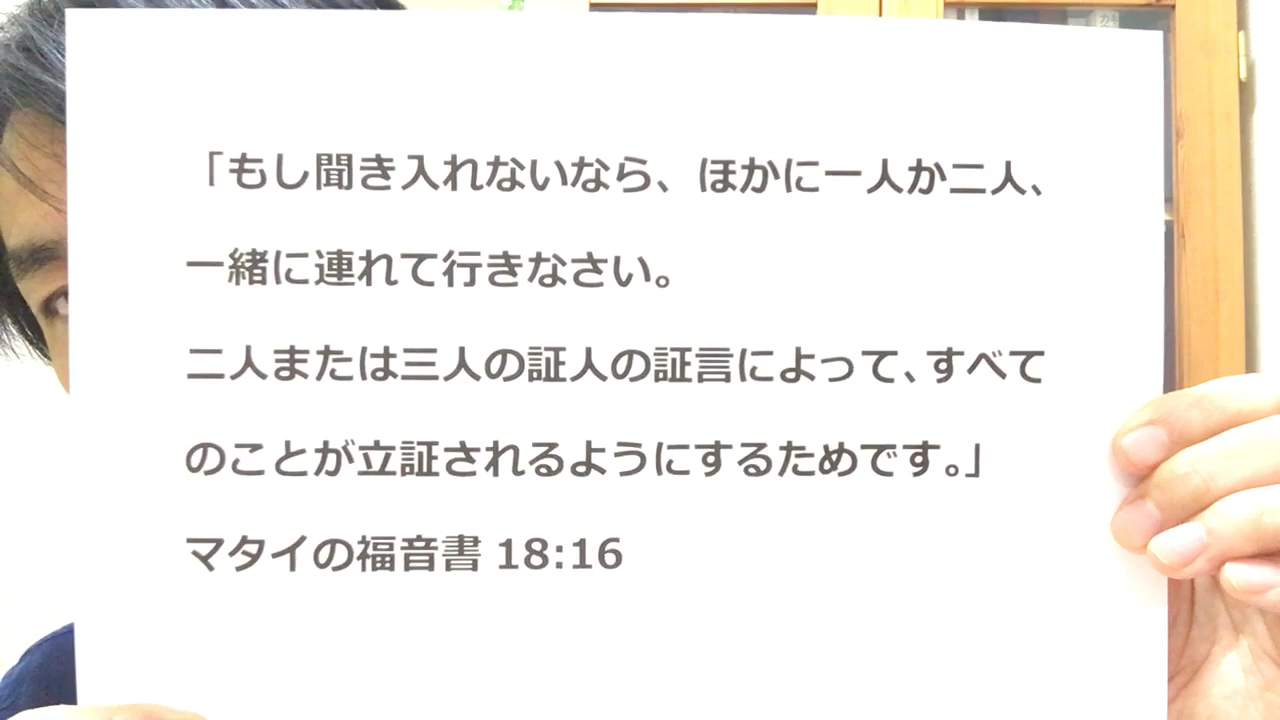 「もし聞き入れないなら、ほかに一人か二人、
一緒に連れて行きなさい。
二人または三人の証人の証言によって、すべて
のことが立証されるようにするためです。」
マタイの福音書 18:16